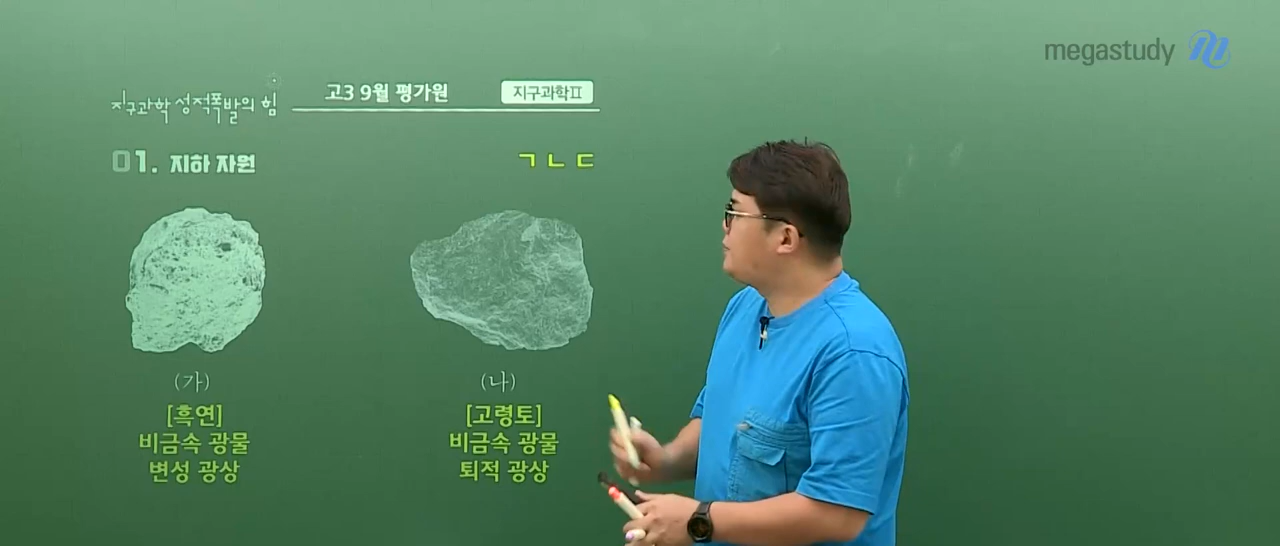 megastudy
지구과학 성적폭발의 힘
고3 9월 평가원
지구과학Ⅱ
01. 지하 자원
ㄱ ㄴ ㄷ
(가)
[흑연]
비금속 광물
변성 광상
(나)
[고령토]
비금속 광물
퇴적 광상